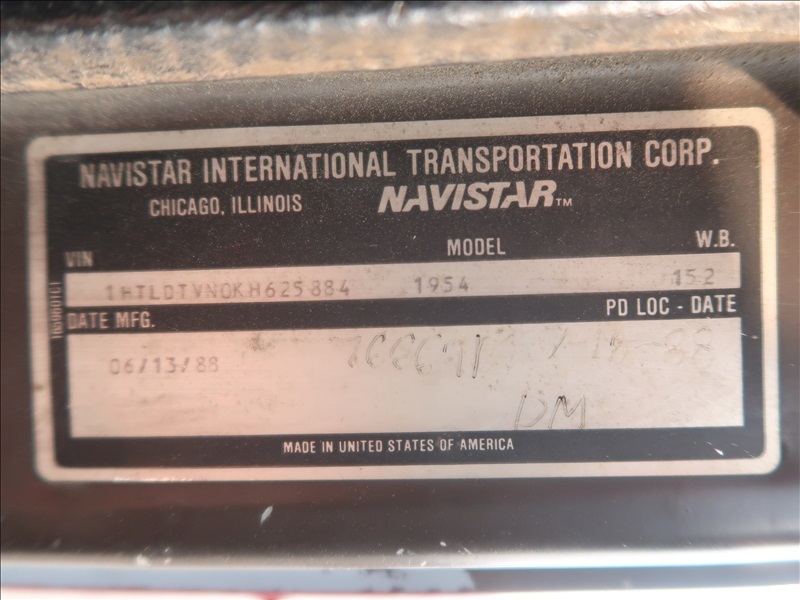 NAVISTAR INTERNATIONAL TRANSPORTATION CORP.
CHICAGO, ILLINOIS NAVISTAR™
VIN MODEL W.B.
1HTLDTVN0KH625884 1954 152
DATE MFG. PD LOC - DATE
06/13/88
DM
MADE IN UNITED STATES OF AMERICA